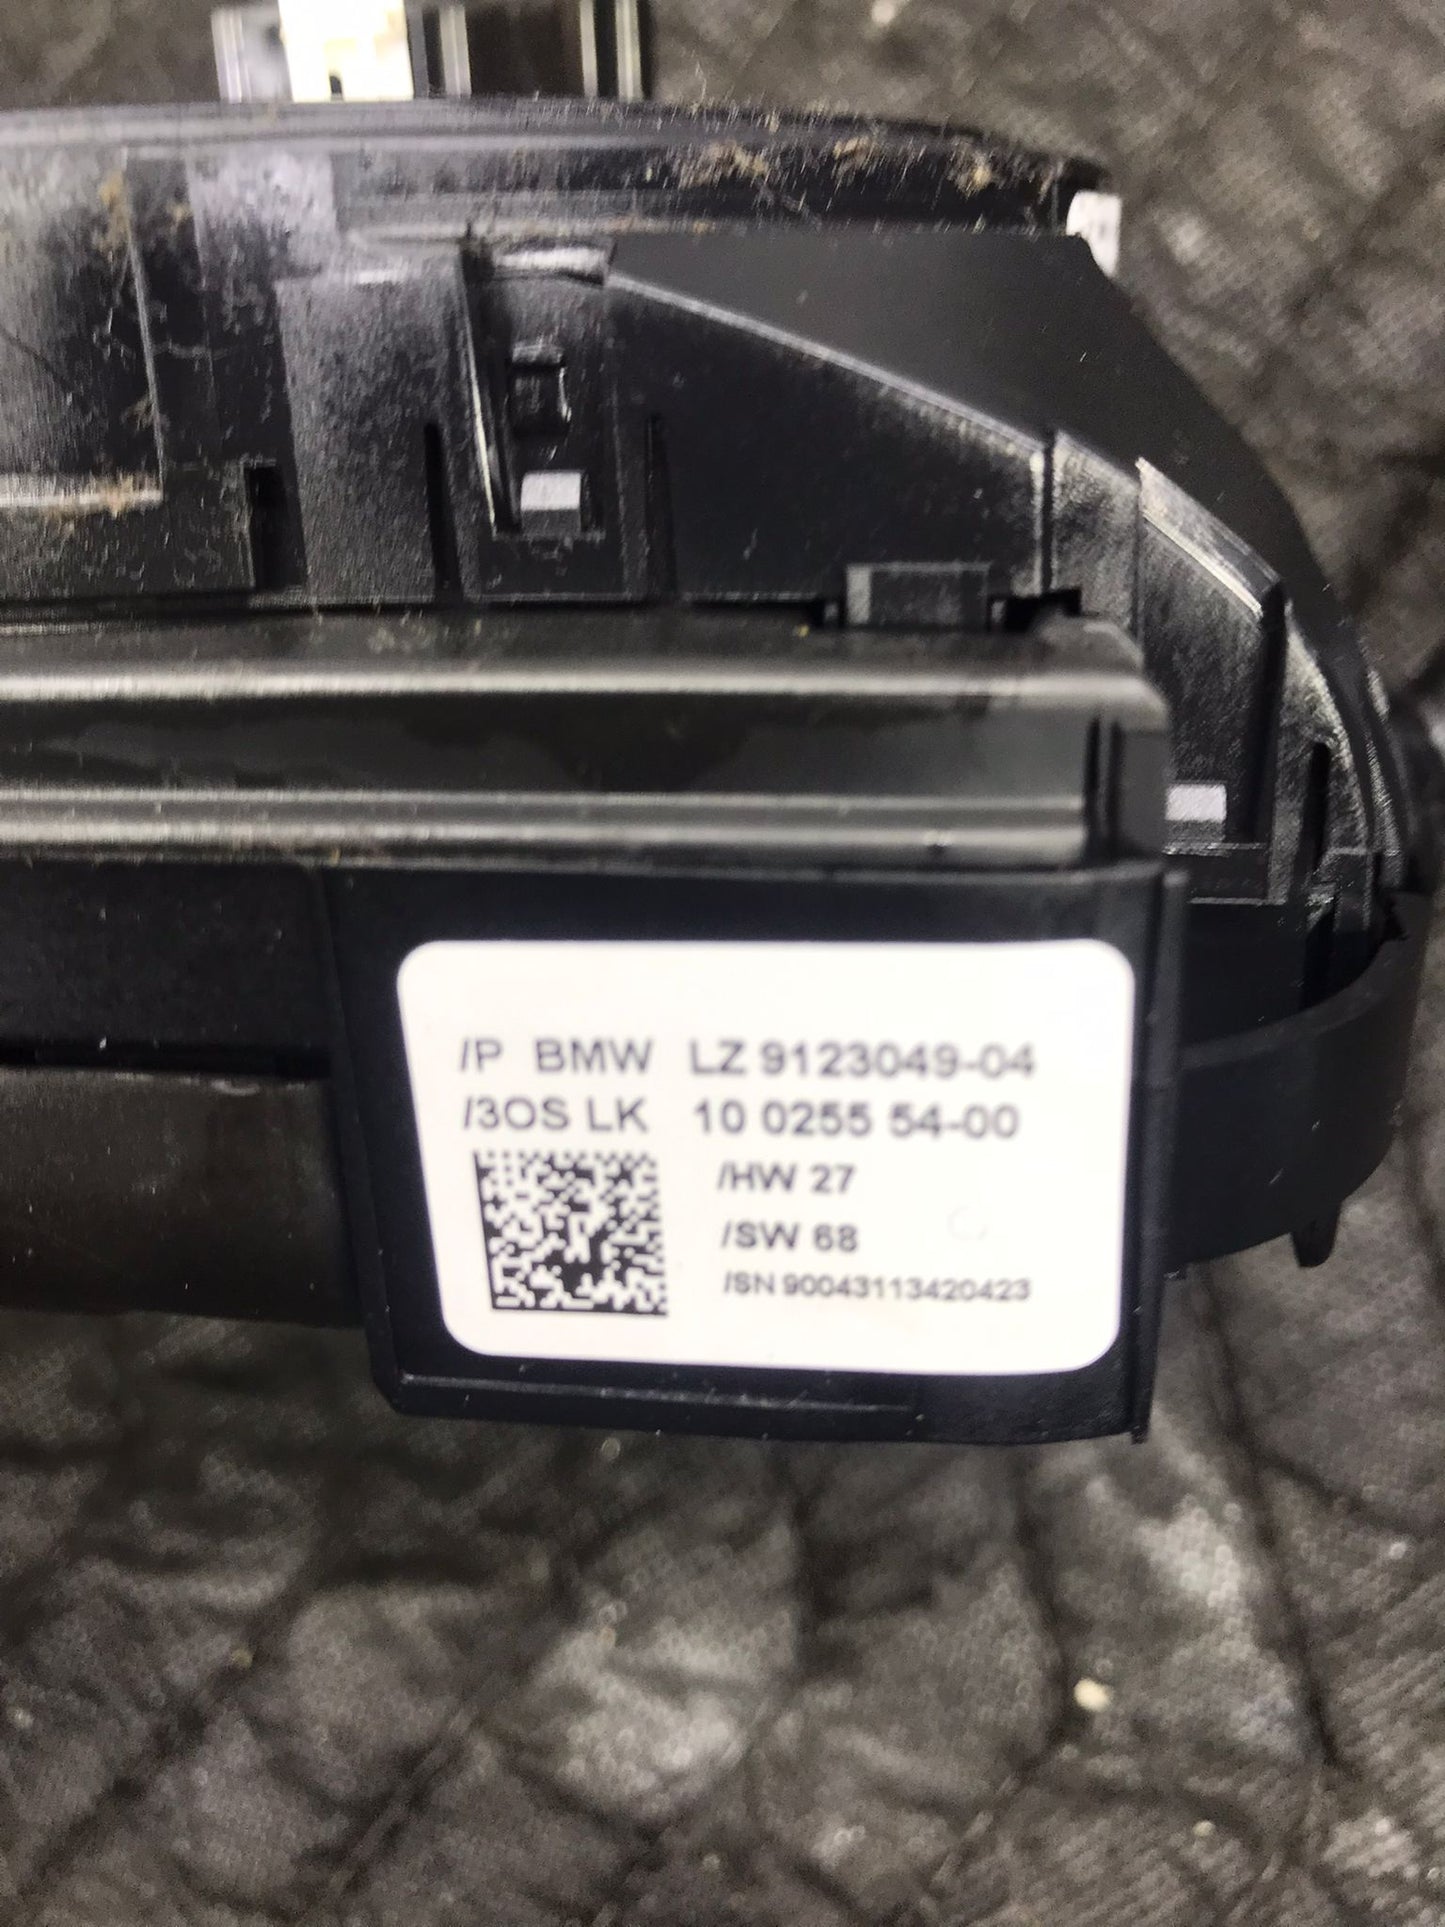 /P BMW LZ 9123049-04
/3OS LK 10 0255 54-00
/HW 27
/SW 68
/SN 90043113420423